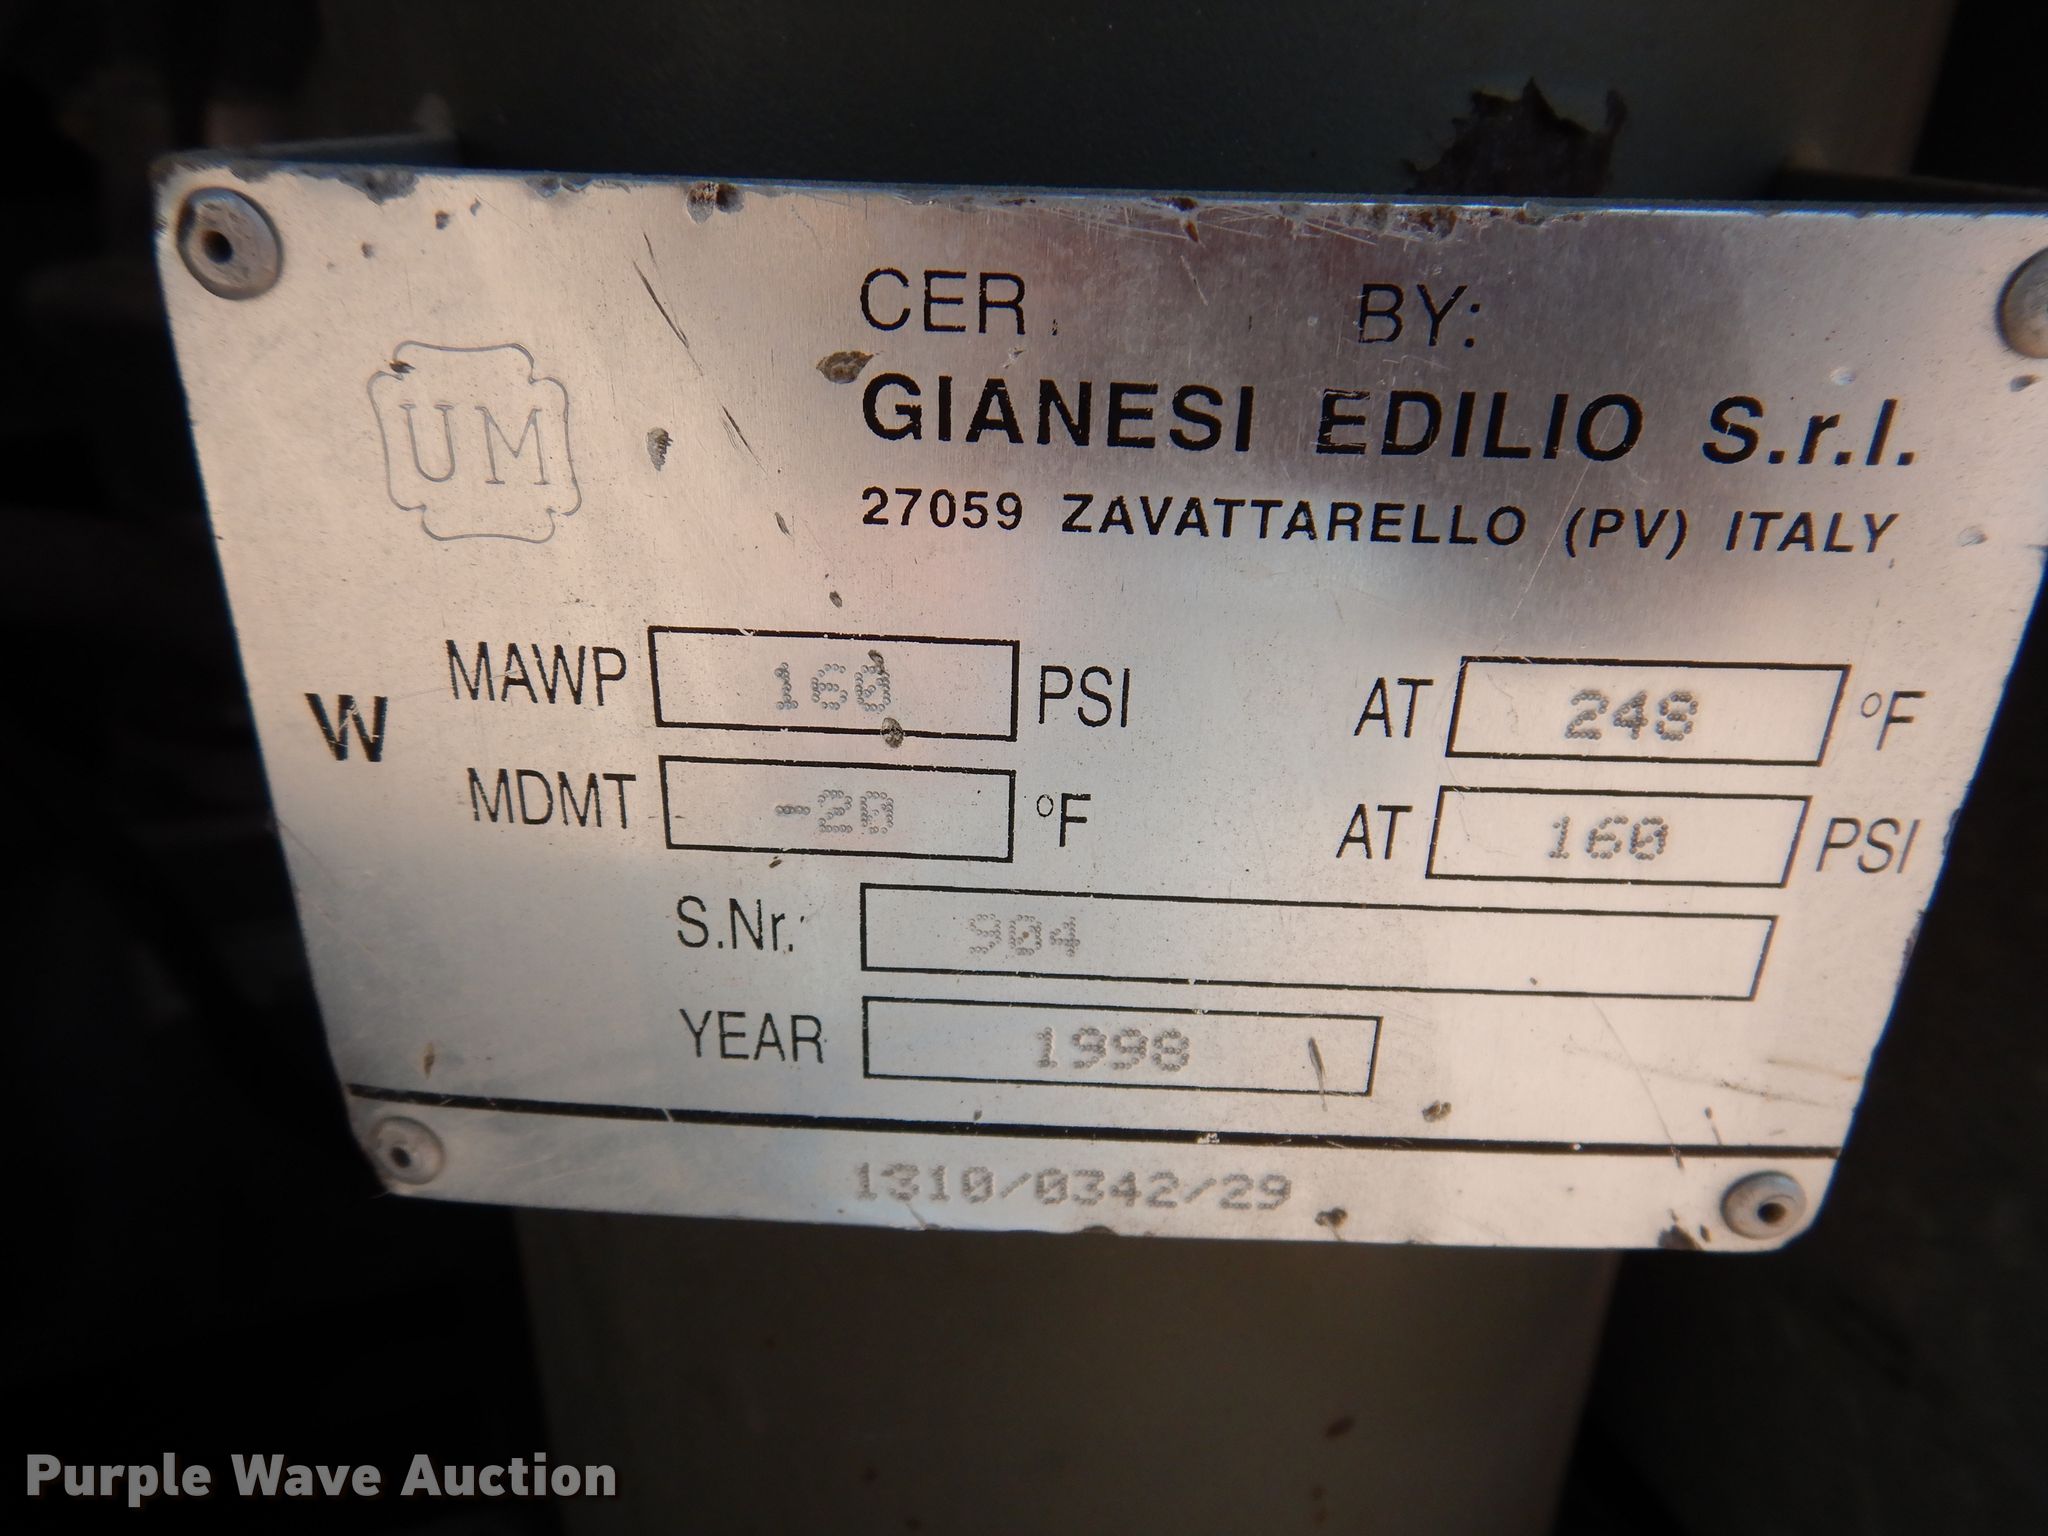 CER. BY:
UM
GIANESI EDILIO S.r.l.
27059 ZAVATTARELLO (PV) ITALY
W
MAWP 160 PSI AT 248 °F
MDMT -20 °F AT 160 PSI
S.Nr. 904
YEAR 1998
1310/0342/29
Purple Wave Auction